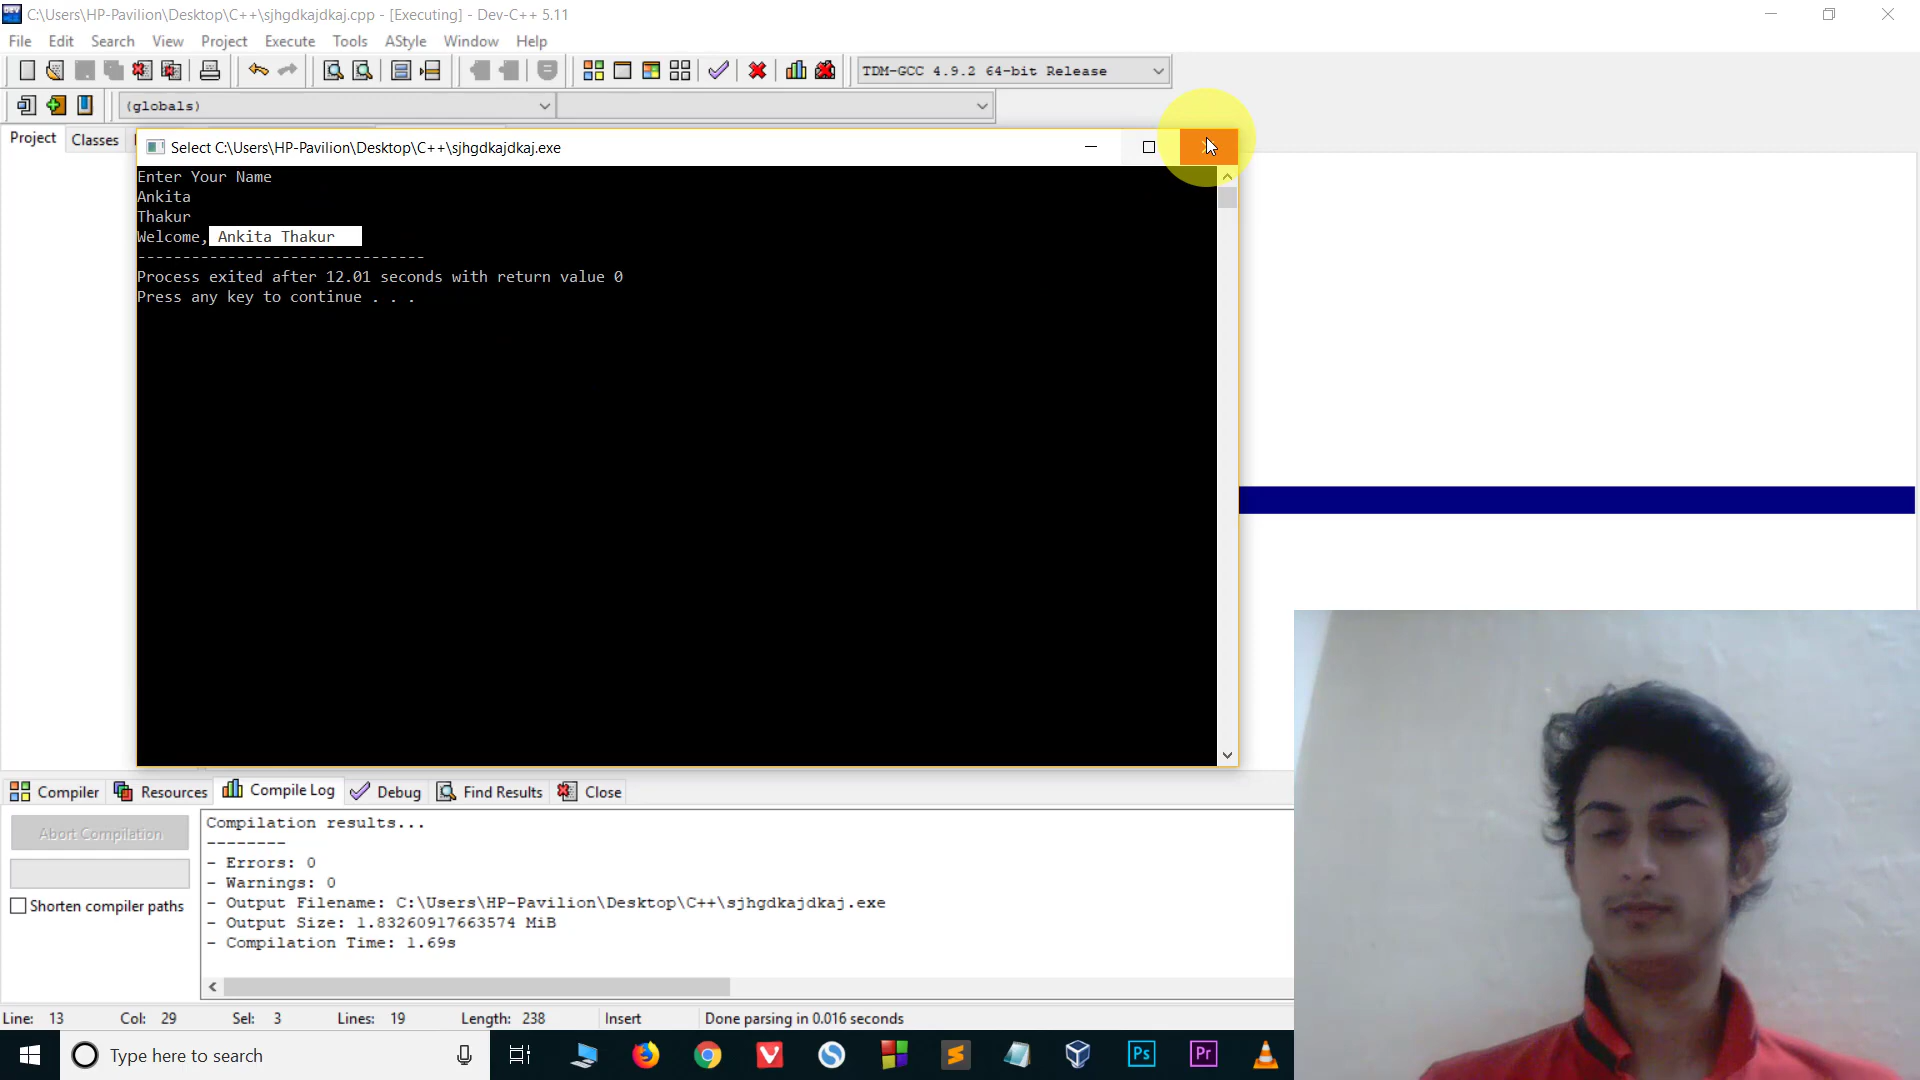 C:\Users\HP-Pavilion\Desktop\C++\sjhgdkajdkaj.cpp - [Executing] - Dev-C++ 5.11
File Edit Search View Project Execute Tools AStyle Window Help
TDM-GCC 4.9.2 64-bit Release
(globals)
Project Classes
Select C:\Users\HP-Pavilion\Desktop\C++\sjhgdkajdkaj.exe
Enter Your Name
Ankita
Thakur
Welcome, Ankita Thakur
--------------------------------
Process exited after 12.01 seconds with return value 0
Press any key to continue . . .
Compiler Resources Compile Log Debug Find Results Close
Abort Compilation
Shorten compiler paths
Compilation results...
--------
- Errors: 0
- Warnings: 0
- Output Filename: C:\Users\HP-Pavilion\Desktop\C++\sjhgdkajdkaj.exe
- Output Size: 1.83260917663574 MiB
- Compilation Time: 1.69s
Line: 13 Col: 29 Sel: 3 Lines: 19 Length: 238 Insert Done parsing in 0.016 seconds
Type here to search
Ps
Pr